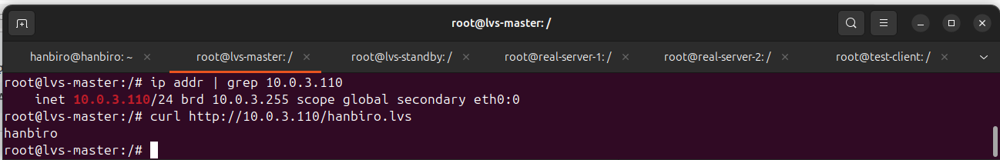 root@lvs-master: /
hanbiro@hanbiro: ~
root@lvs-master: /
root@lvs-standby: /
root@real-server-1: /
root@real-server-2: /
root@test-client: /
root@lvs-master:/# ip addr | grep 10.0.3.110
    inet 10.0.3.110/24 brd 10.0.3.255 scope global secondary eth0:0
root@lvs-master:/# curl http://10.0.3.110/hanbiro.lvs
hanbiro
root@lvs-master:/#